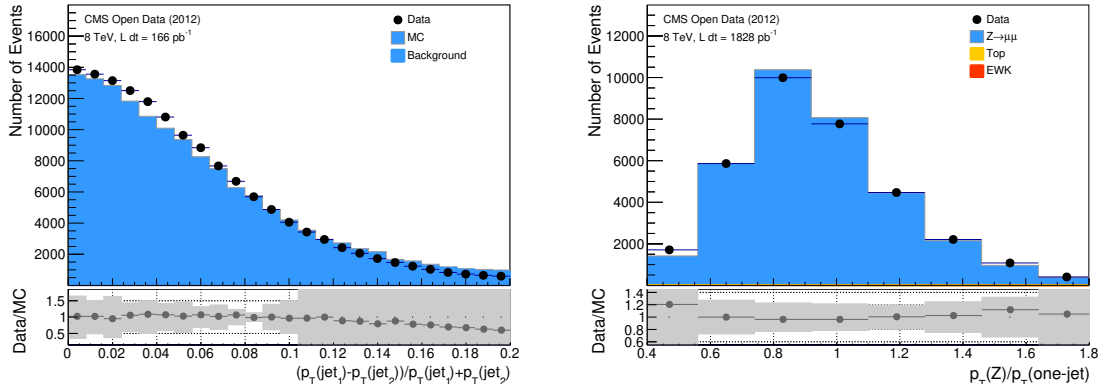 CMS Open Data (2012)
8 TeV, L dt = 166 pb⁻¹
Data
MC
Background
Number of Events
16000
14000
12000
10000
8000
6000
4000
2000
Data/MC
1.5
1.0
0.5
0 0.02 0.04 0.06 0.08 0.1 0.12 0.14 0.16 0.18 0.2
(p_T(jet_1)-p_T(jet_2))/p_T(jet_1)+p_T(jet_2)
CMS Open Data (2012)
8 TeV, L dt = 1828 pb⁻¹
Data
Z→μμ
Top
EWK
Number of Events
10000
8000
6000
4000
2000
Data/MC
1.4
1.2
1.0
0.8
0.6
0.4 0.6 0.8 1.0 1.2 1.4 1.6 1.8
p_T(Z)/p_T(one-jet)